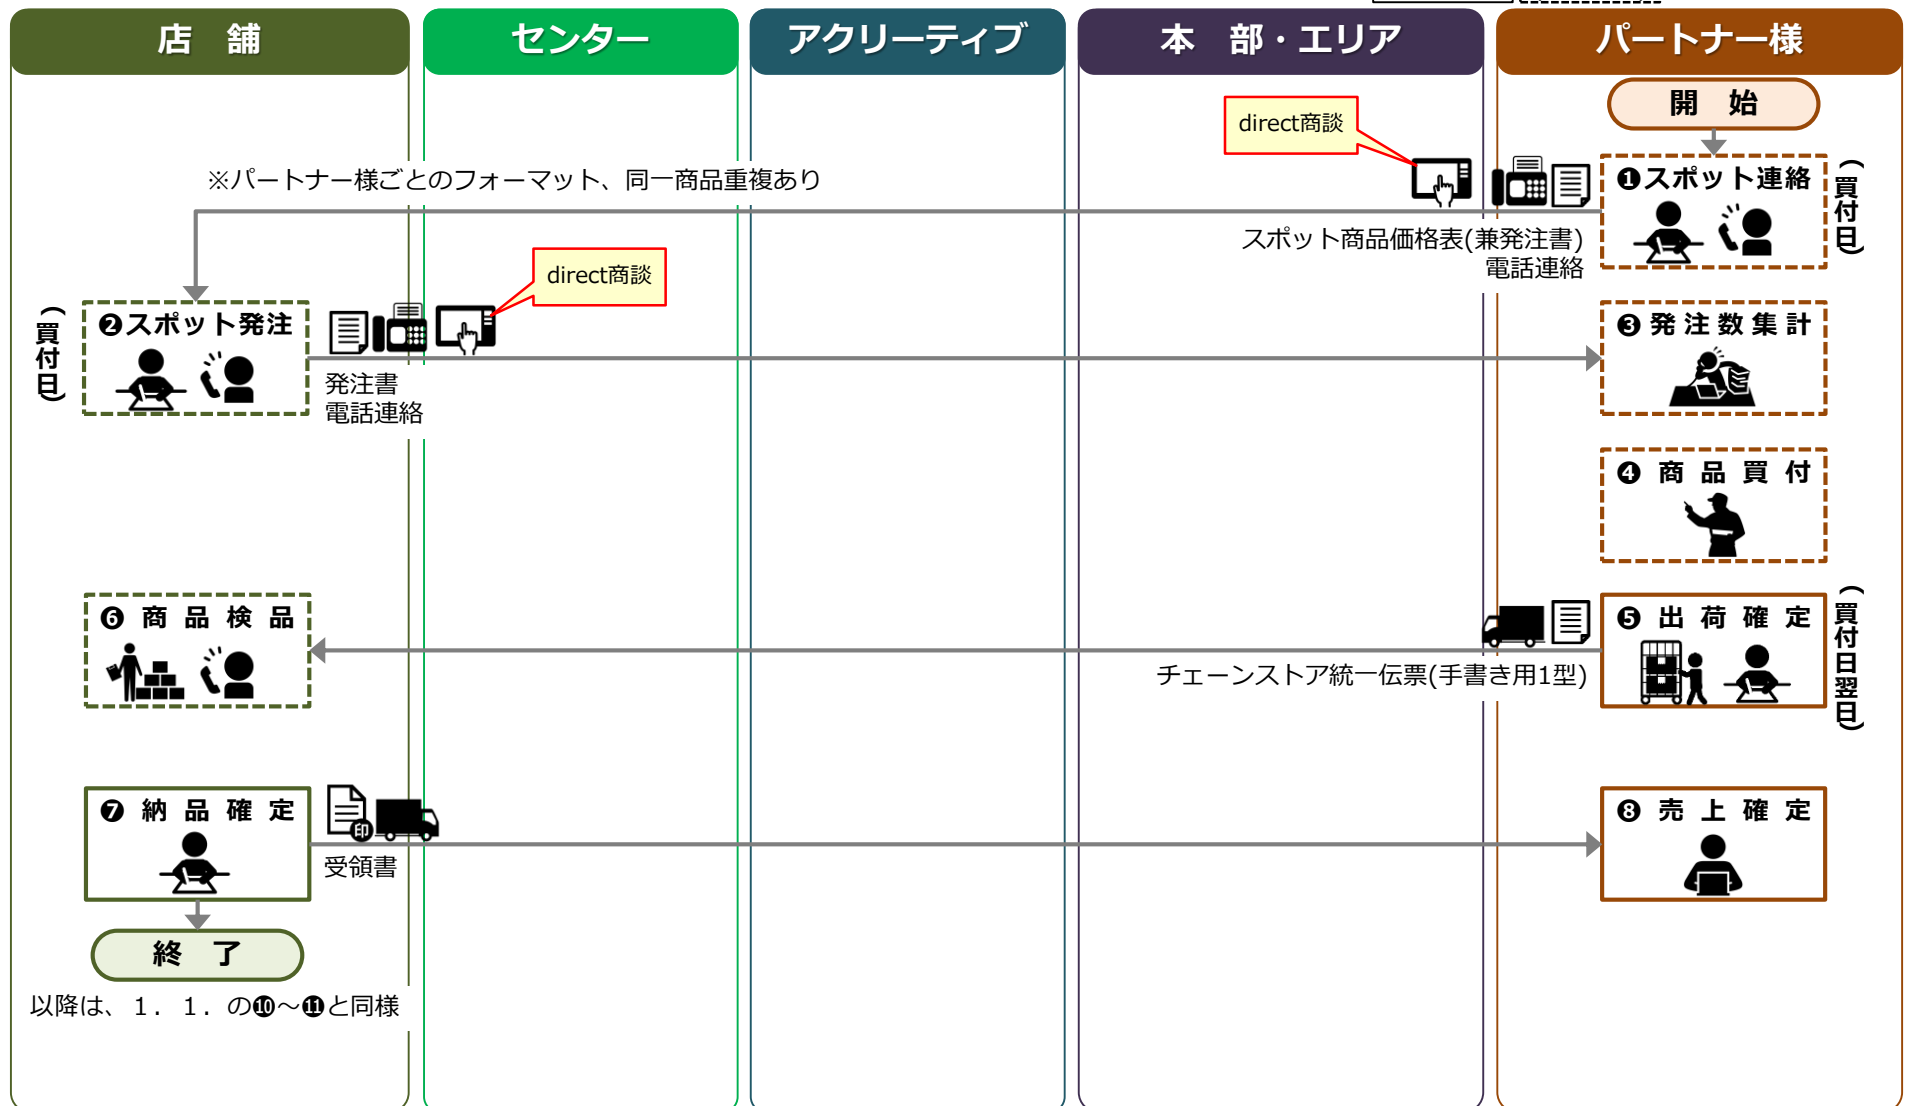 店　舗
センター
アクリーティブ
本　部・エリア
パートナー様
開　始
direct商談
※パートナー様ごとのフォーマット、同一商品重複あり
❶スポット連絡
(買付日)
スポット商品価格表(兼発注書)
電話連絡
direct商談
(買付日)
❷スポット発注
発注書
電話連絡
❸発注数集計
❹商品買付
❺出荷確定
(買付日翌日)
チェーンストア統一伝票(手書き用1型)
❻商品検品
❼納品確定
印
受領書
❽売上確定
終　了
以降は、１．１．の❿～⓫と同様